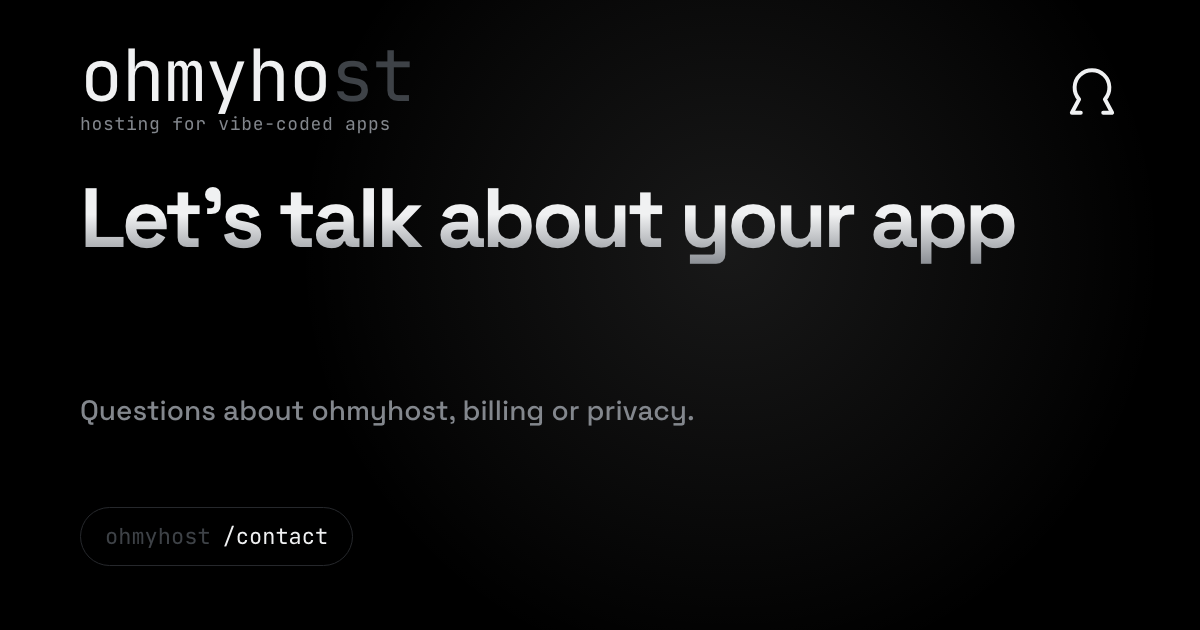 ohmyhost
hosting for vibe-coded apps
Let’s talk about your app
Questions about ohmyhost, billing or privacy.
ohmyhost /contact